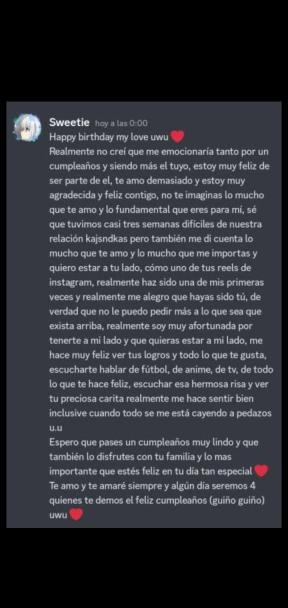 Sweetie hoy a las 0:00
Happy birthday my love uwu ❤️
Realmente no creí que me emocionaría tanto por un
cumpleaños y siendo más el tuyo, estoy muy feliz de
ser parte de el, te amo demasiado y estoy muy
agradecida y feliz contigo, no te imaginas lo mucho
que te amo y lo fundamental que eres para mí, sé
que tuvimos casi tres semanas difíciles de nuestra
relación kajsndkas pero también me di cuenta lo
mucho que te amo y lo mucho que me importas y
quiero estar a tu lado, cómo uno de tus reels de
instagram, realmente haz sido una de mis primeras
veces y realmente me alegro que hayas sido tú, de
verdad que no le puedo pedir más a lo que sea que
exista arriba, realmente soy muy afortunada por
tenerte a mi lado y que quieras estar a mi lado, me
hace muy feliz ver tus logros y todo lo que te gusta,
escucharte hablar de fútbol, de anime, de tv, de todo
lo que te hace feliz, escuchar esa hermosa risa y ver
tu preciosa carita realmente me hace sentir bien
inclusive cuando todo se me está cayendo a pedazos
u.u
Espero que pases un cumpleaños muy lindo y que
también lo disfrutes con tu familia y lo mas
importante que estés feliz en tu día tan especial ❤️
Te amo y te amaré siempre y algún día seremos 4
quienes te demos el feliz cumpleaños (guiño guiño)
uwu ❤️